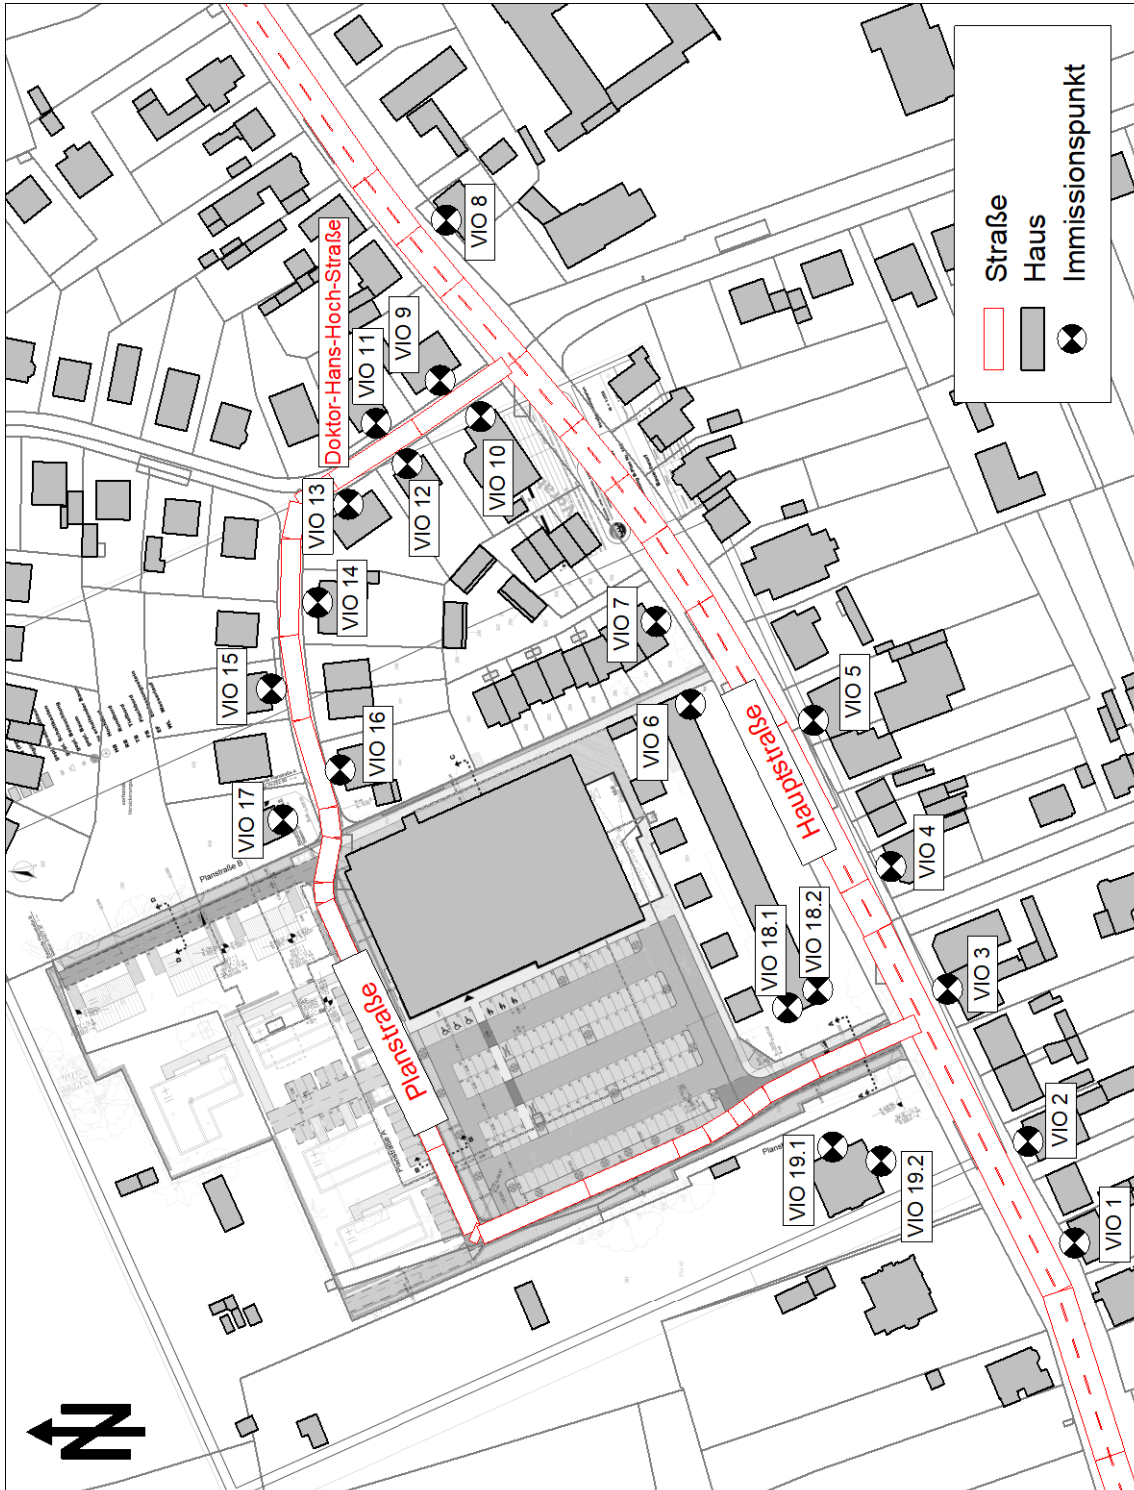 Doktor-Hans-Hoch-Straße
VIO 8
VIO 9
VIO 11
VIO 10
VIO 12
VIO 13
VIO 14
VIO 15
VIO 16
VIO 17
VIO 7
VIO 6
VIO 5
VIO 4
VIO 3
VIO 2
VIO 1
VIO 18.1
VIO 18.2
VIO 19.1
VIO 19.2
Hauptstraße
Planstraße
Planstraße B
Planstraße A
Straße
Haus
Immissionspunkt
N